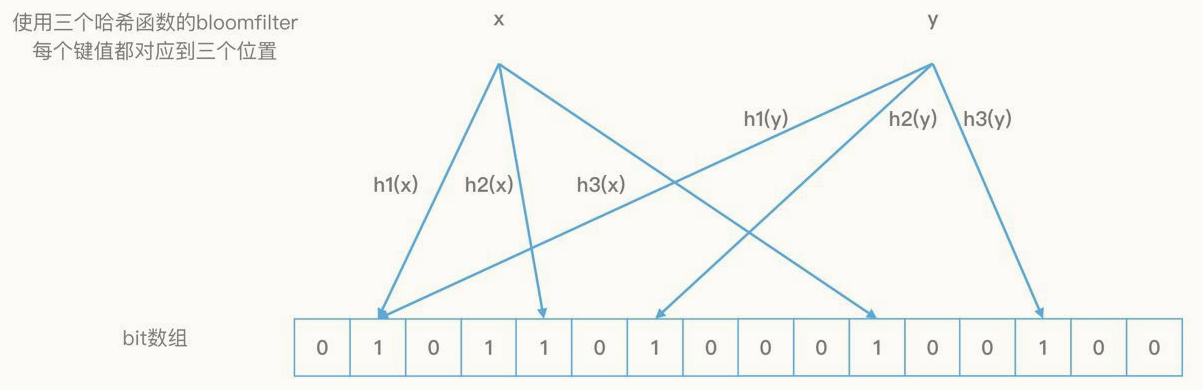 使用三个哈希函数的bloomfilter
每个键值都对应到三个位置
x
y
h1(y)
h2(y)
h3(y)
h1(x)
h2(x)
h3(x)
bit数组
0 1 0 1 1 0 1 0 0 0 1 0 0 1 0 0